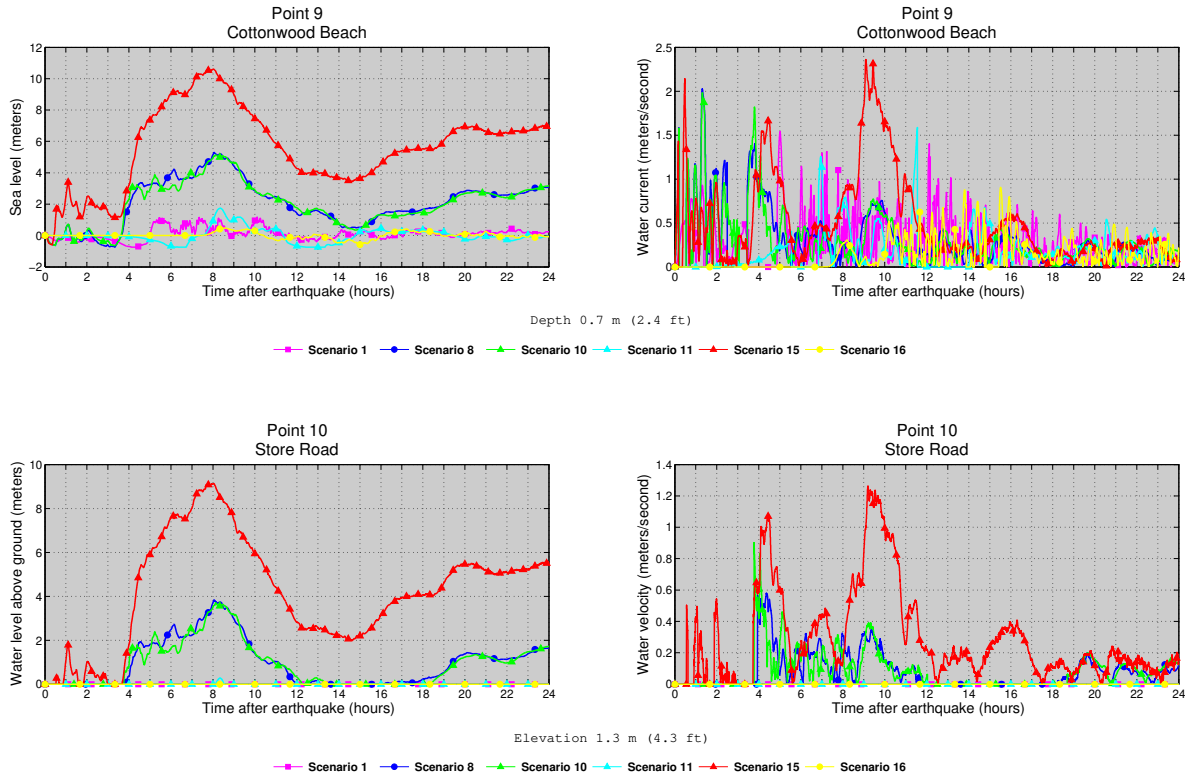 Point 9
Cottonwood Beach
Sea level (meters)
12
10
8
6
4
2
0
−2
0 2 4 6 8 10 12 14 16 18 20 22 24
Time after earthquake (hours)
Point 9
Cottonwood Beach
Water current (meters/second)
2.5
2
1.5
1
0.5
0
0 2 4 6 8 10 12 14 16 18 20 22 24
Time after earthquake (hours)
Depth 0.7 m (2.4 ft)
Scenario 1 Scenario 8 Scenario 10 Scenario 11 Scenario 15 Scenario 16
Point 10
Store Road
Water level above ground (meters)
10
8
6
4
2
0
0 2 4 6 8 10 12 14 16 18 20 22 24
Time after earthquake (hours)
Point 10
Store Road
Water velocity (meters/second)
1.4
1.2
1
0.8
0.6
0.4
0.2
0
0 2 4 6 8 10 12 14 16 18 20 22 24
Time after earthquake (hours)
Elevation 1.3 m (4.3 ft)
Scenario 1 Scenario 8 Scenario 10 Scenario 11 Scenario 15 Scenario 16